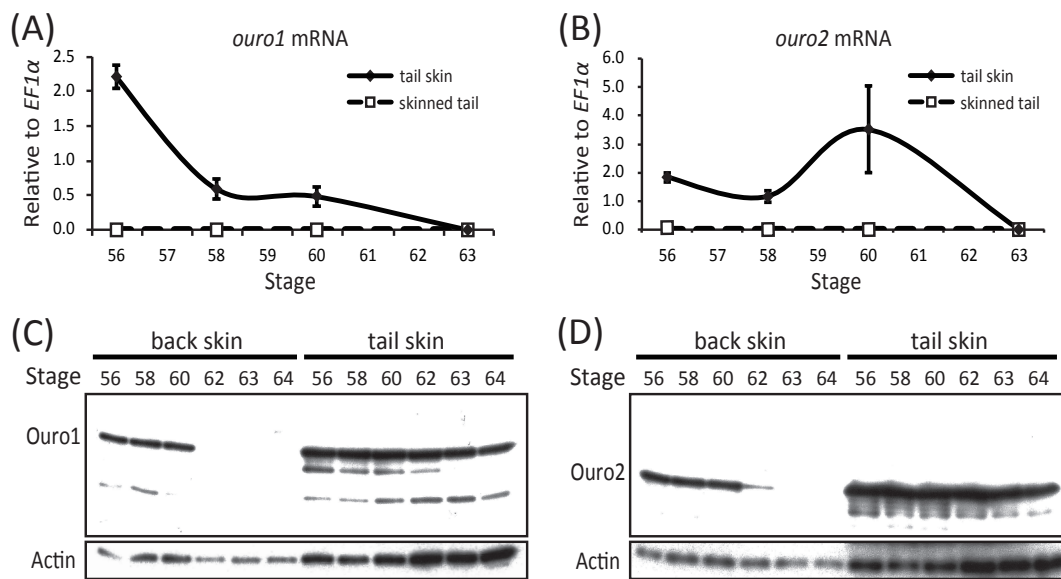 (A)
ouro1 mRNA
Relative to EF1α
2.5
2.0
1.5
1.0
0.5
0.0
tail skin
skinned tail
56 57 58 59 60 61 62 63
Stage
(B)
ouro2 mRNA
Relative to EF1α
6.0
5.0
4.0
3.0
2.0
1.0
0.0
tail skin
skinned tail
56 57 58 59 60 61 62 63
Stage
(C)
back skin tail skin
Stage 56 58 60 62 63 64 56 58 60 62 63 64
Ouro1
Actin
(D)
back skin tail skin
Stage 56 58 60 62 63 64 56 58 60 62 63 64
Ouro2
Actin